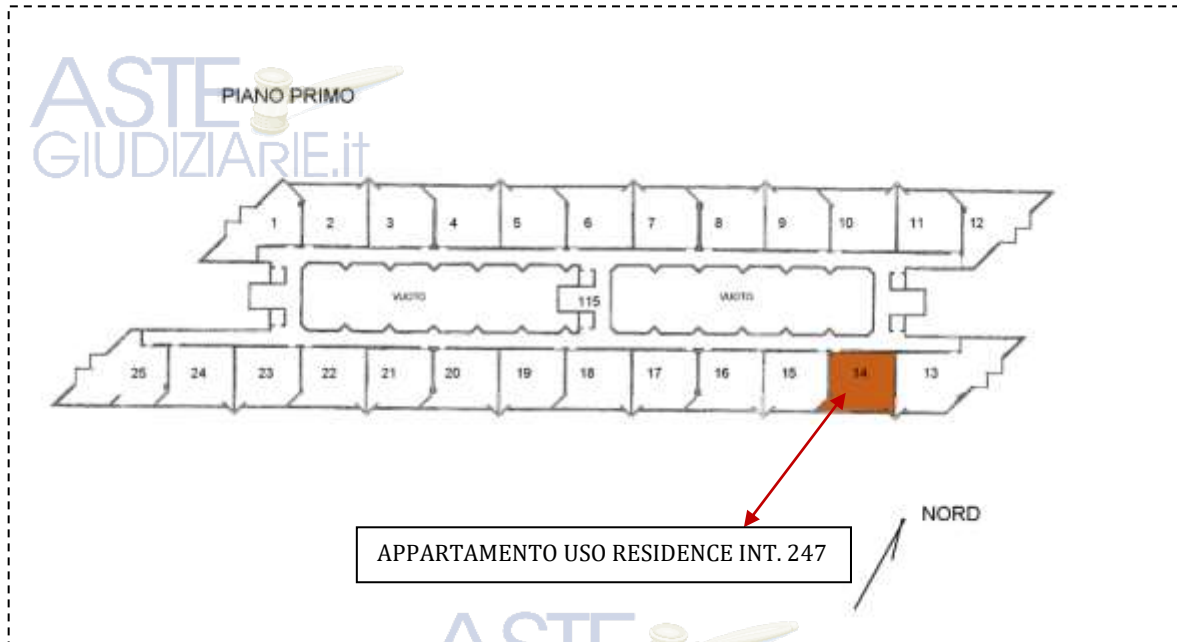 ASTE
GIUDIZIARIE.it
PIANO PRIMO
1 2 3 4 5 6 7 8 9 10 11 12
VUOTO 115 VUOTO
25 24 23 22 21 20 19 18 17 16 15 14 13
NORD
APPARTAMENTO USO RESIDENCE INT. 247
ASTE